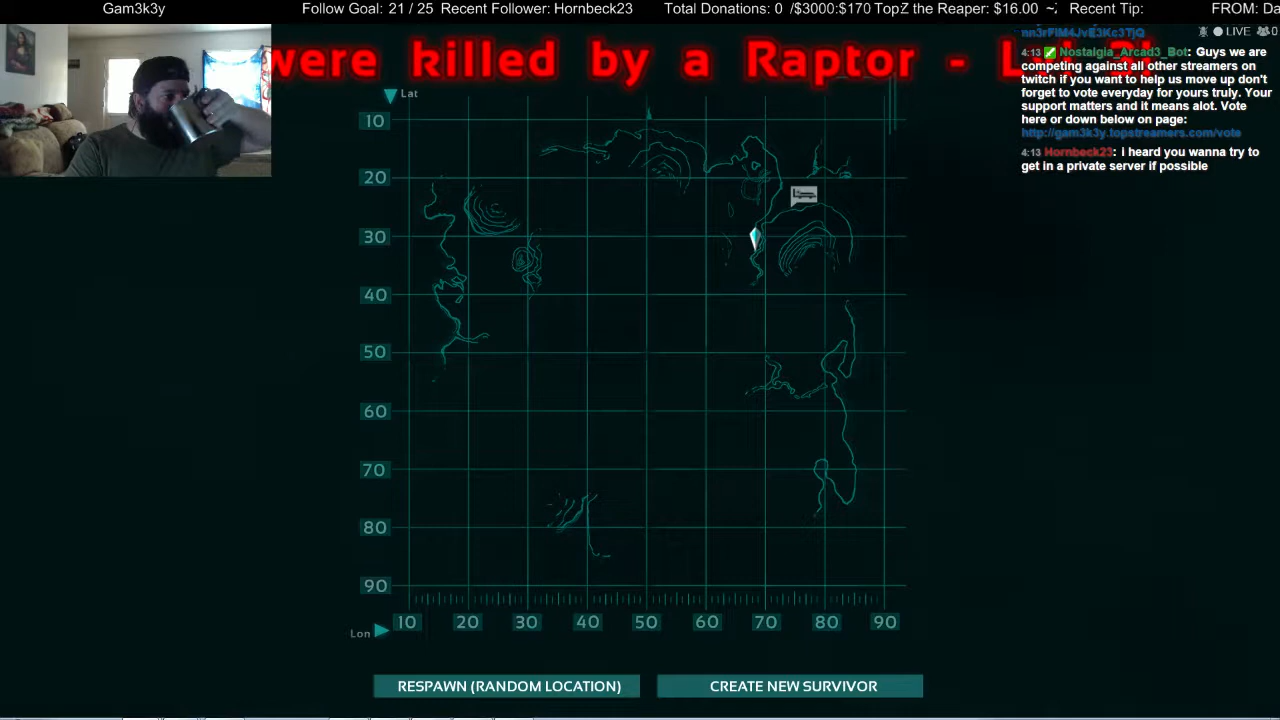 Gam3k3y
Follow Goal: 21 / 25 Recent Follower: Hornbeck23
Total Donations: 0 /$3000:$170 TopZ the Reaper: $16.00 ~
Recent Tip:
FROM: Da
were killed by a Raptor -
nn3rFIM4JvE3Kc3TjQ
LIVE
0
4:13 Nostalgia_Arcad3_Bot: Guys we are
competing against all other streamers on
twitch if you want to help us move up don't
forget to vote everyday for yours truly. Your
support matters and it means alot. Vote
here or down below on page:
http://gam3k3y.topstreamers.com/vote
4:13 Hornbeck23: i heard you wanna try to
get in a private server if possible
Lat
10
20
30
40
50
60
70
80
90
Lon
10 20 30 40 50 60 70 80 90
RESPAWN (RANDOM LOCATION)
CREATE NEW SURVIVOR